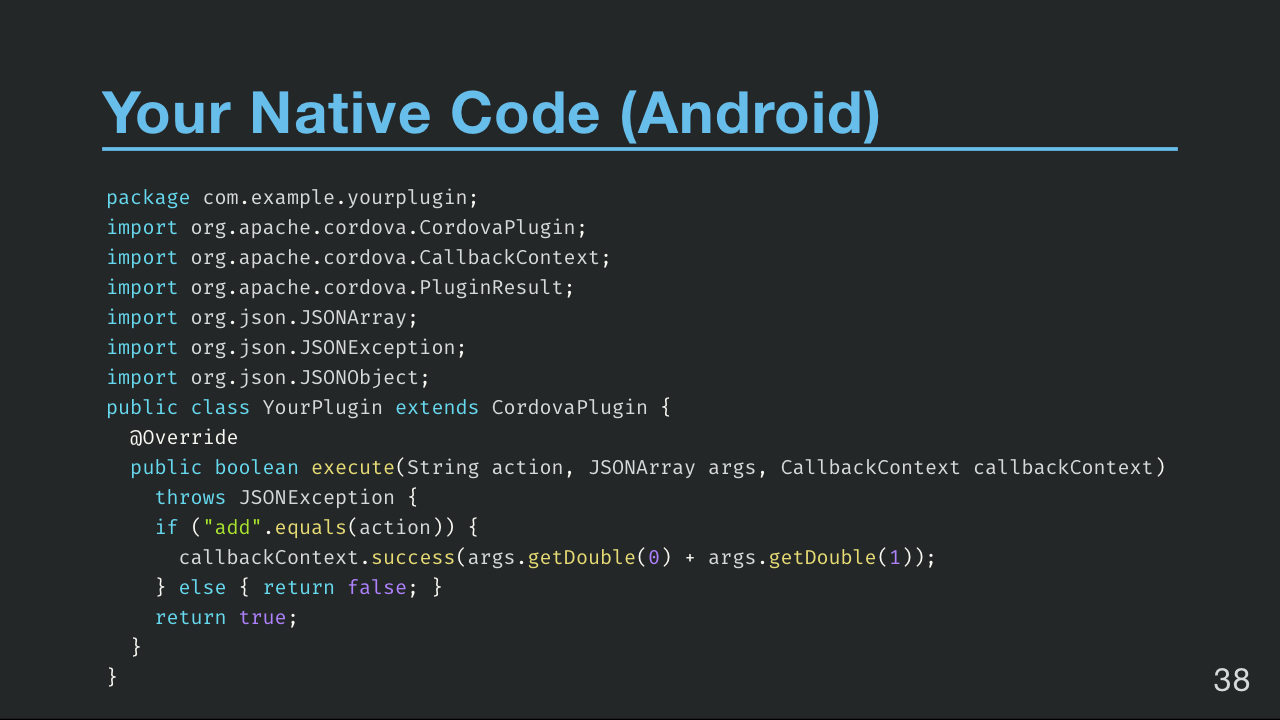 Your Native Code (Android)
package com.example.yourplugin;
import org.apache.cordova.CordovaPlugin;
import org.apache.cordova.CallbackContext;
import org.apache.cordova.PluginResult;
import org.json.JSONArray;
import org.json.JSONException;
import org.json.JSONObject;
public class YourPlugin extends CordovaPlugin {
  @Override
  public boolean execute(String action, JSONArray args, CallbackContext callbackContext)
    throws JSONException {
    if ("add".equals(action)) {
      callbackContext.success(args.getDouble(0) + args.getDouble(1));
    } else { return false; }
    return true;
  }
}
38